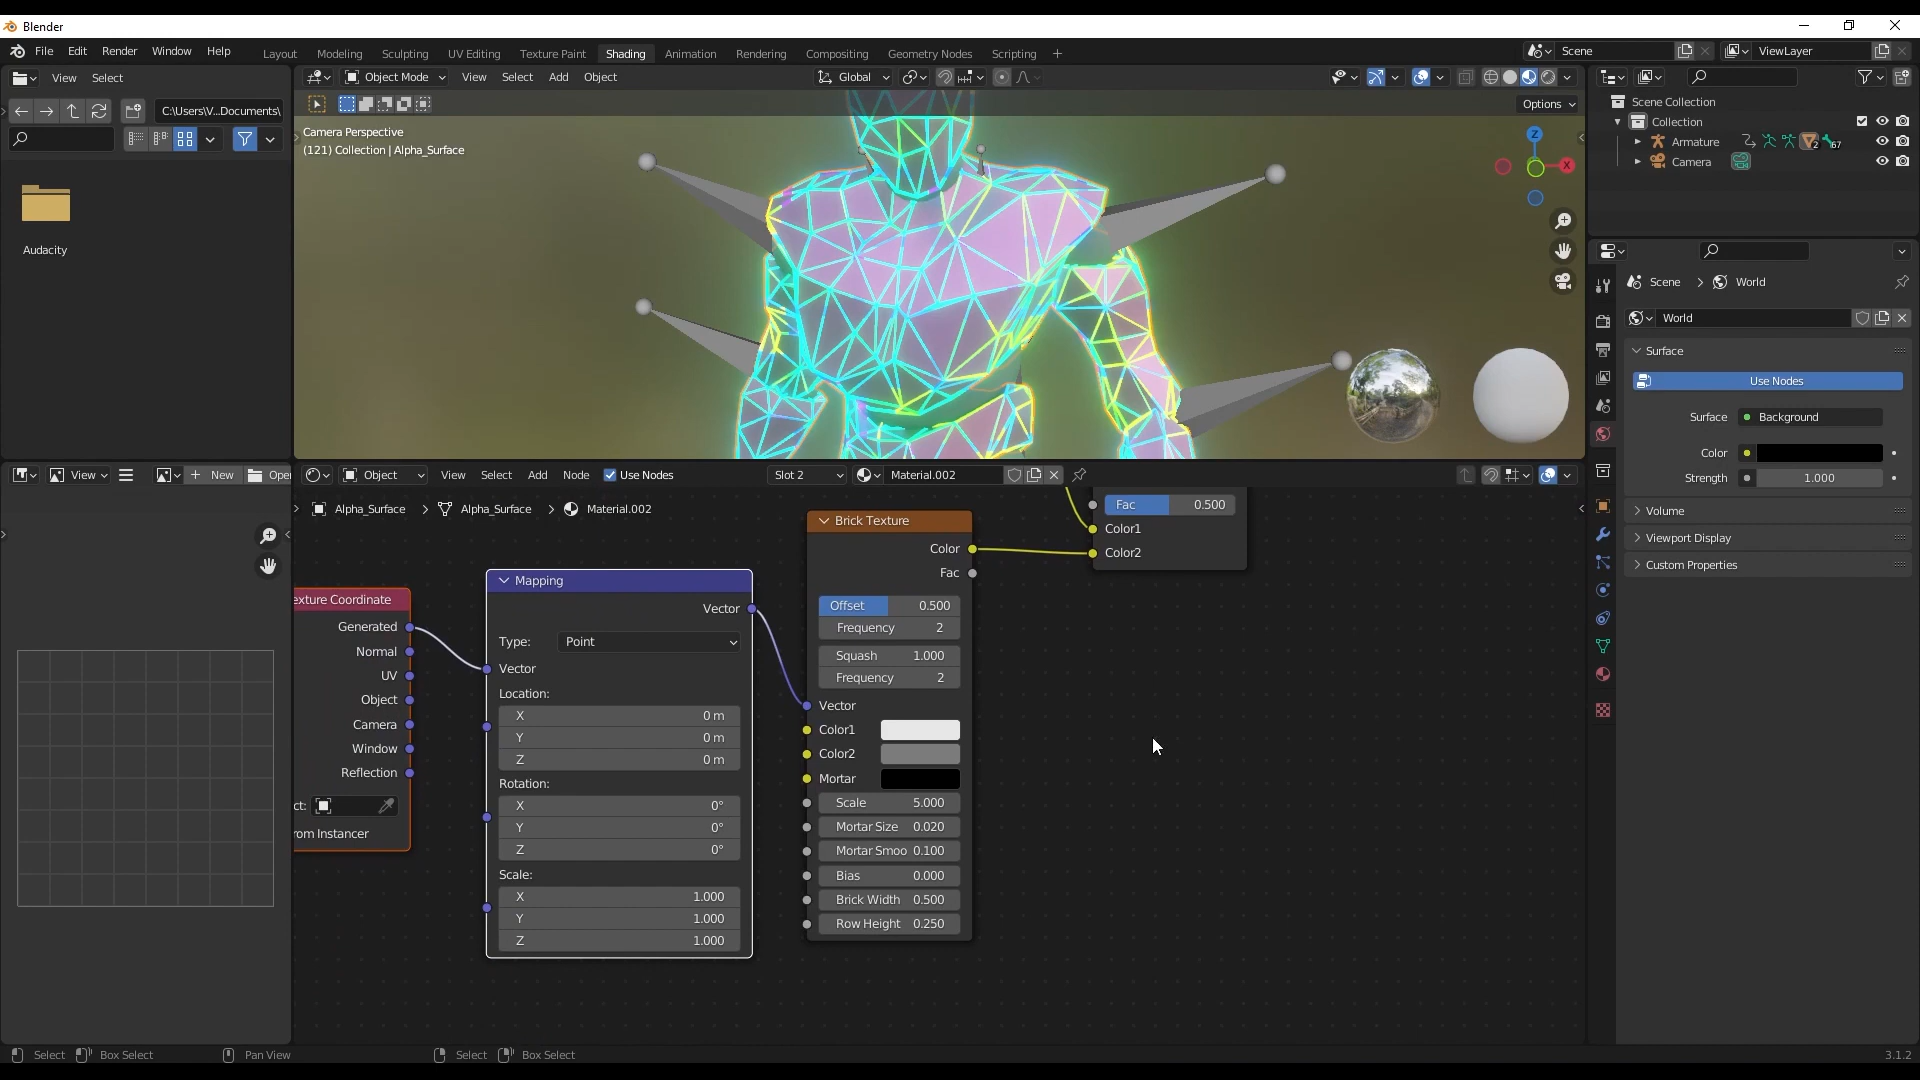 Blender
File Edit Render Window Help
Layout Modeling Sculpting UV Editing Texture Paint Shading Animation Rendering Compositing Geometry Nodes Scripting +
Scene
ViewLayer
View Select
C:\Users\V...Documents\
Audacity
Object Mode View Select Add Object
Global
Options
Camera Perspective
(121) Collection | Alpha_Surface
Z
X
Scene Collection
Collection
Armature
2
67
Camera
Scene > World
World
Surface
Use Nodes
Surface Background
Color
Strength 1.000
Volume
Viewport Display
Custom Properties
View
New
Open
Object View Select Add Node Use Nodes
Slot 2
Material.002
Alpha_Surface > Alpha_Surface > Material.002
exture Coordinate
Generated
Normal
UV
Object
Camera
Window
Reflection
ct:
rom Instancer
Mapping
Vector
Type: Point
Vector
Location:
X 0 m
Y 0 m
Z 0 m
Rotation:
X 0°
Y 0°
Z 0°
Scale:
X 1.000
Y 1.000
Z 1.000
Brick Texture
Color
Fac
Offset 0.500
Frequency 2
Squash 1.000
Frequency 2
Vector
Color1
Color2
Mortar
Scale 5.000
Mortar Size 0.020
Mortar Smoo 0.100
Bias 0.000
Brick Width 0.500
Row Height 0.250
Fac 0.500
Color1
Color2
Select Box Select Pan View Select Box Select
3.1.2